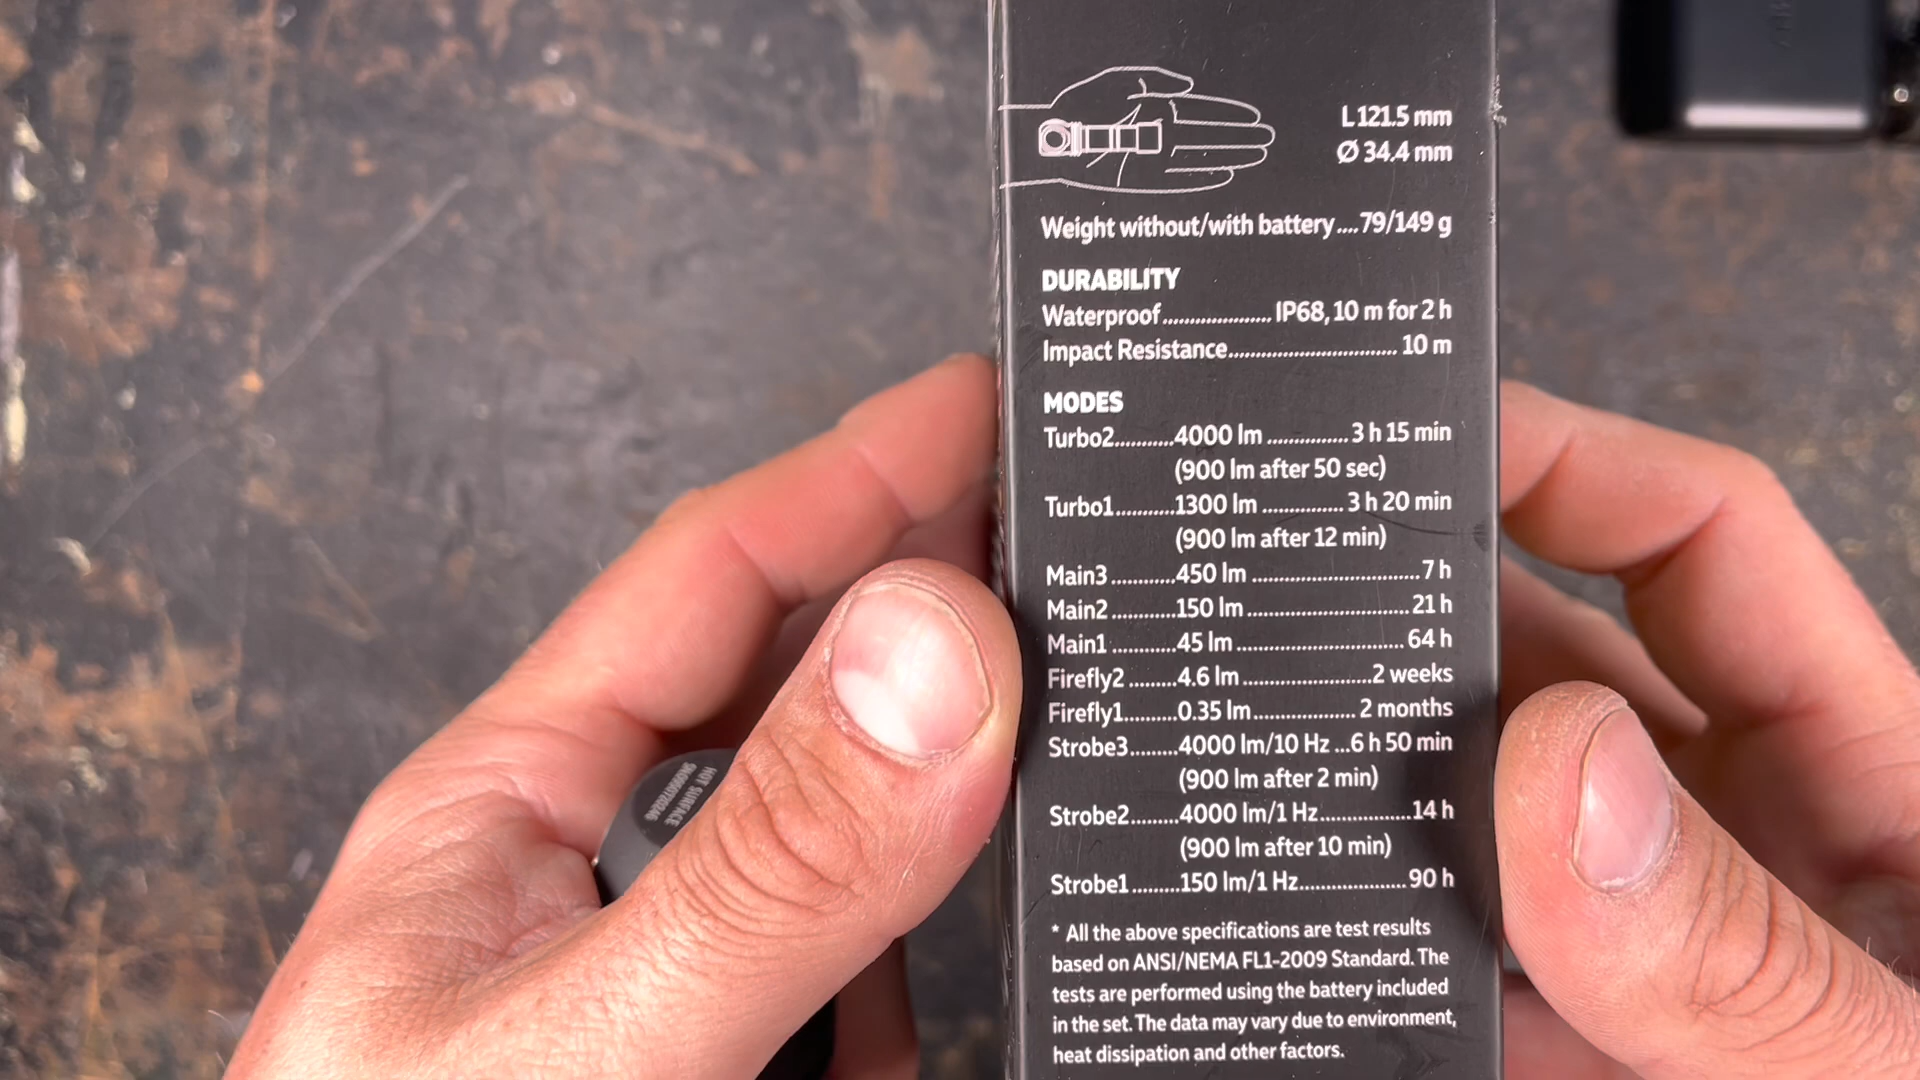 L 121.5 mm
Ø 34.4 mm
Weight without/with battery....79/149 g
DURABILITY
Waterproof................... IP68, 10 m for 2 h
Impact Resistance................................ 10 m
MODES
Turbo2..........4000 lm ...............3 h 15 min
(900 lm after 50 sec)
Turbo1...........1300 lm ...............3 h 20 min
(900 lm after 12 min)
Main3 ...........450 lm ...............................7 h
Main2 ...........150 lm ..............................21 h
Main1 ...........45 lm ...............................64 h
Firefly2 ........4.6 lm .......................2 weeks
Firefly1.........0.35 lm...................2 months
Strobe3........4000 lm/10 Hz ...6 h 50 min
(900 lm after 2 min)
Strobe2........4000 lm/1 Hz.................14 h
(900 lm after 10 min)
Strobe1........150 lm/1 Hz....................90 h
* All the above specifications are test results
based on ANSI/NEMA FL1-2009 Standard. The
tests are performed using the battery included
in the set. The data may vary due to environment,
heat dissipation and other factors.
HOT SURFACE